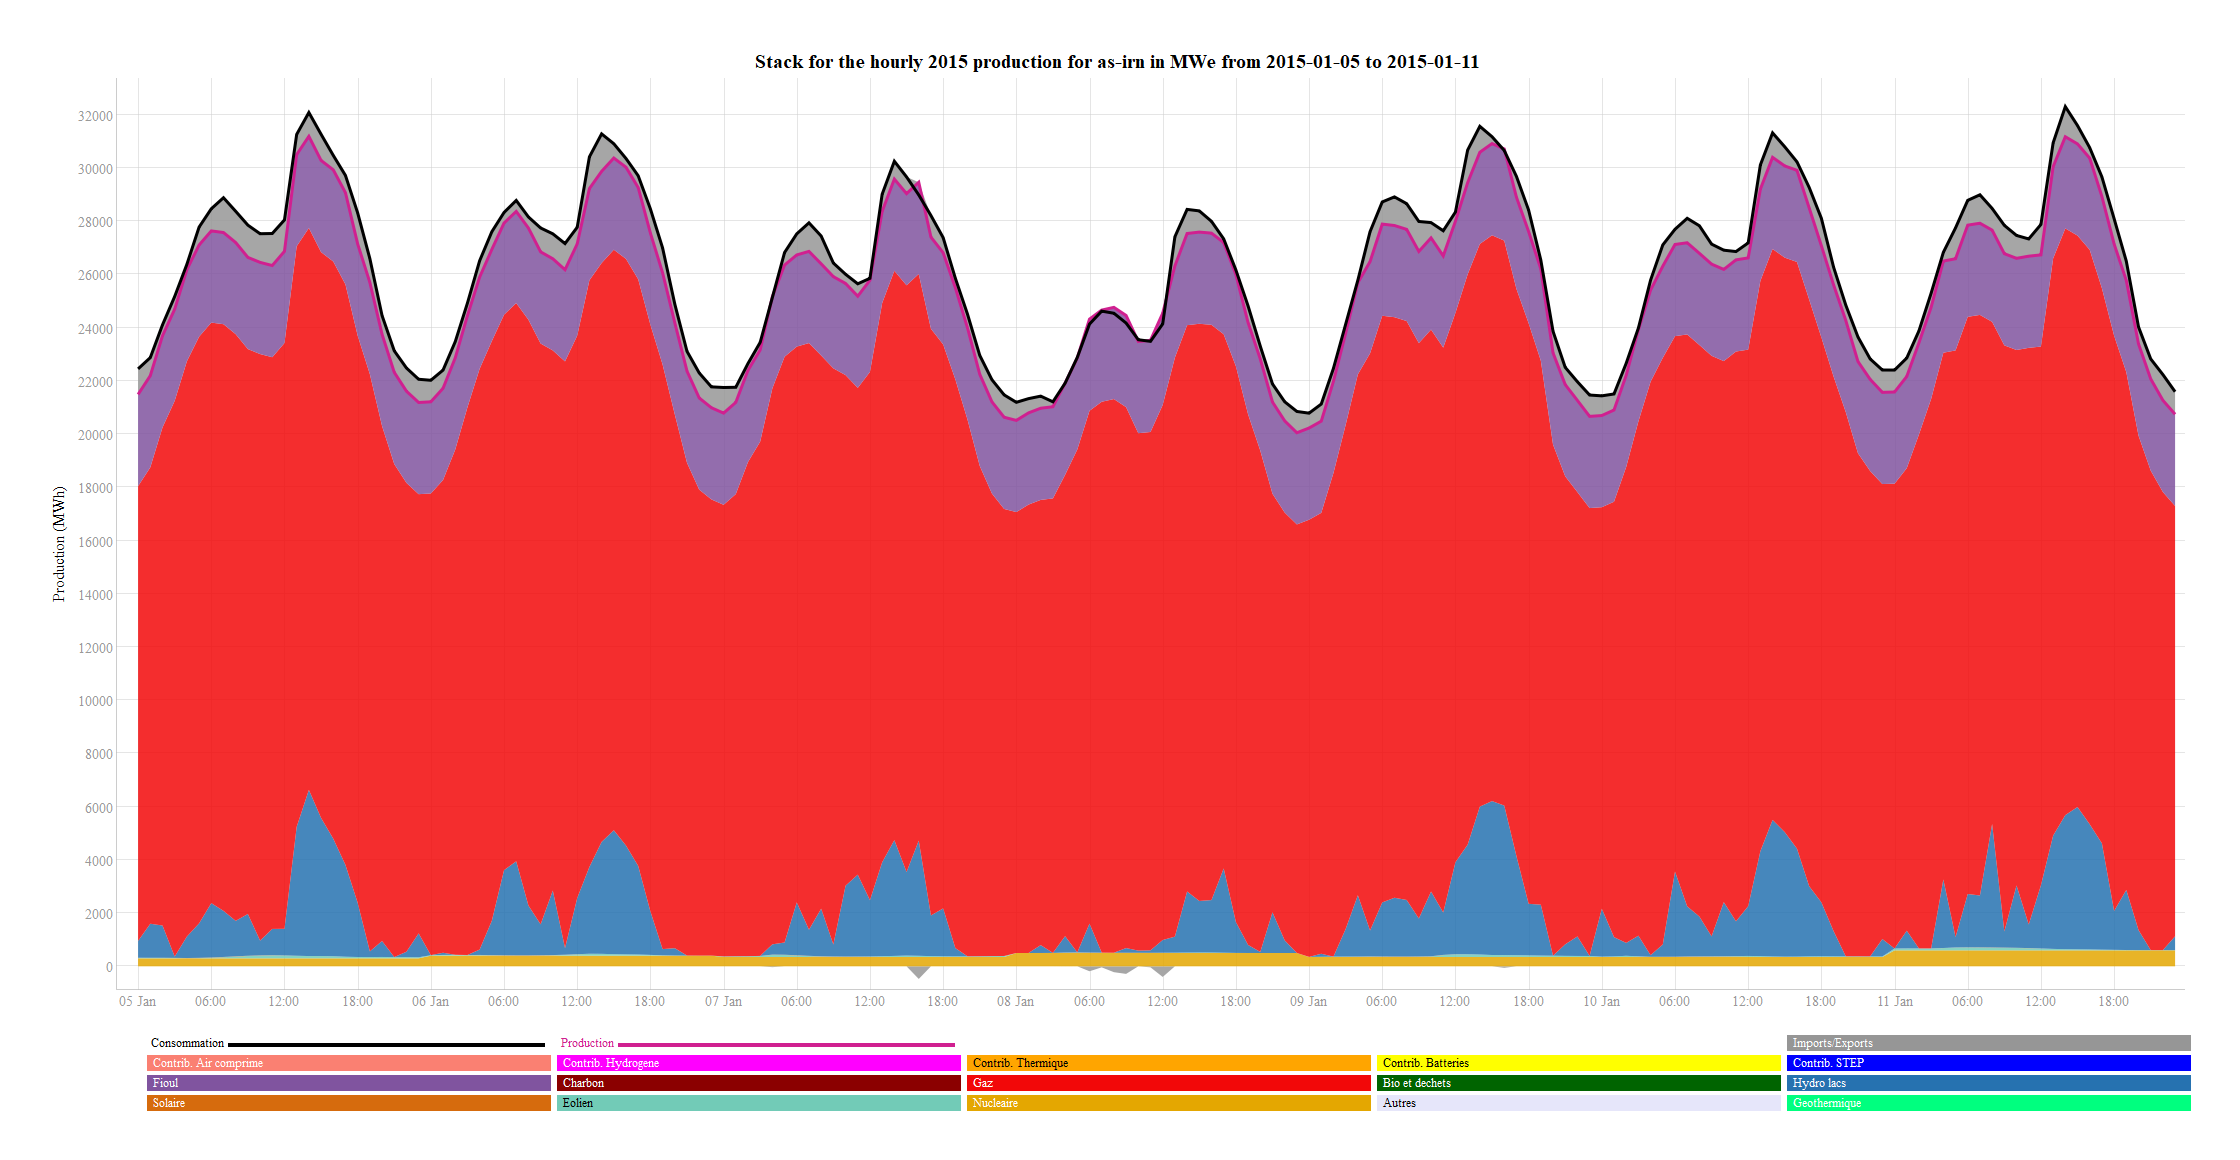 Stack for the hourly 2015 production for as-irn in MWe from 2015-01-05 to 2015-01-11
Production (MWh)
32000
30000
28000
26000
24000
22000
20000
18000
16000
14000
12000
10000
8000
6000
4000
2000
0
05 Jan 06:00 12:00 18:00 06 Jan 06:00 12:00 18:00 07 Jan 06:00 12:00 18:00 08 Jan 06:00 12:00 18:00 09 Jan 06:00 12:00 18:00 10 Jan 06:00 12:00 18:00 11 Jan 06:00 12:00 18:00
Consommation Production Imports/Exports
Contrib. Air comprime Contrib. Hydrogene Contrib. Thermique Contrib. Batteries Contrib. STEP
Fioul Charbon Gaz Bio et dechets Hydro lacs
Solaire Eolien Nucleaire Autres Geothermique